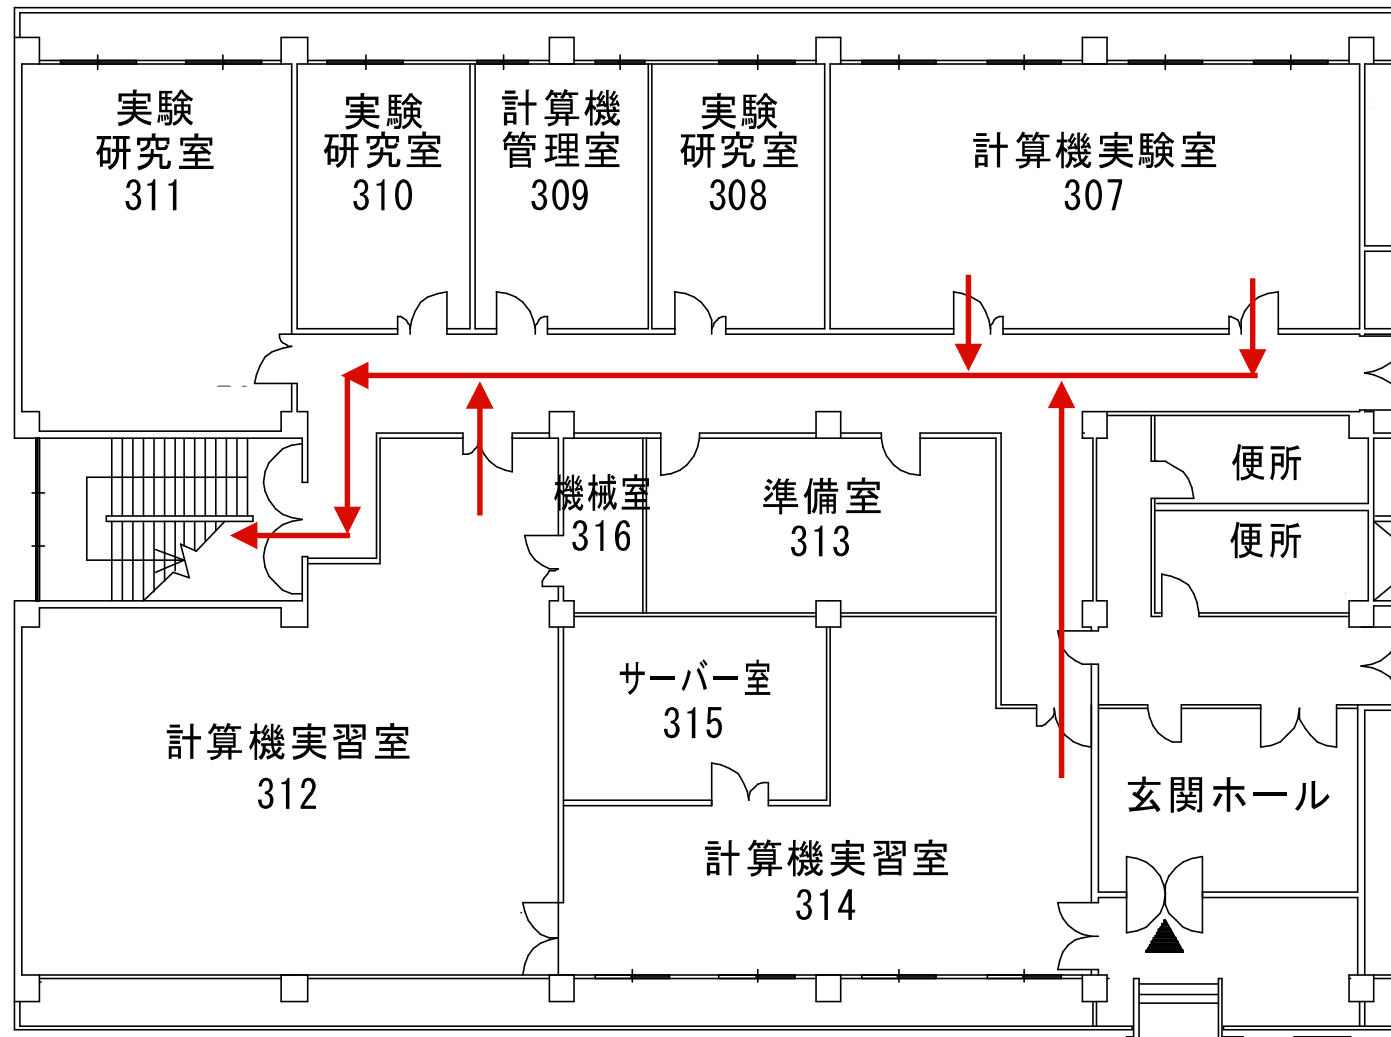 実験
研究室
311
実験
研究室
310
計算機
管理室
309
実験
研究室
308
計算機実験室
307
機械室
316
準備室
313
便所
便所
サーバー室
315
計算機実習室
312
計算機実習室
314
玄関ホール